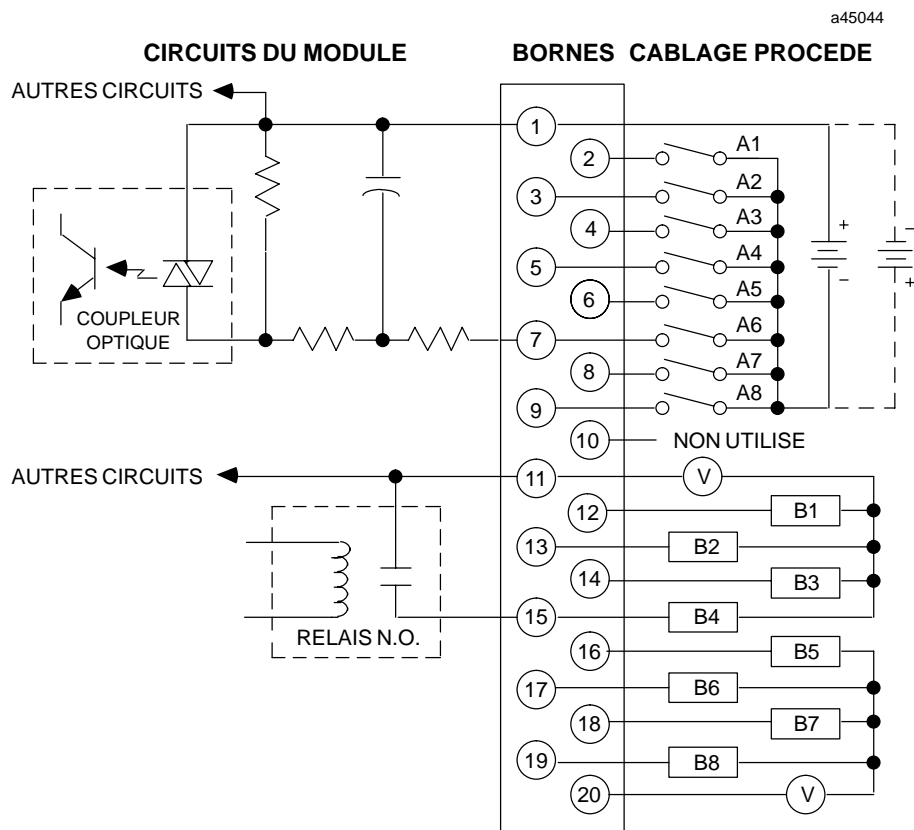 a45044
CIRCUITS DU MODULE BORNES CABLAGE PROCEDE
AUTRES CIRCUITS
1
2 A1
3 A2
4 A3
5 A4
6 A5
7 A6
8 A7
9 A8
+ –
– +
COUPLEUR
OPTIQUE
10 NON UTILISE
AUTRES CIRCUITS 11 V
12 B1
13 B2
14 B3
15 B4
RELAIS N.O.
16 B5
17 B6
18 B7
19 B8
20 V